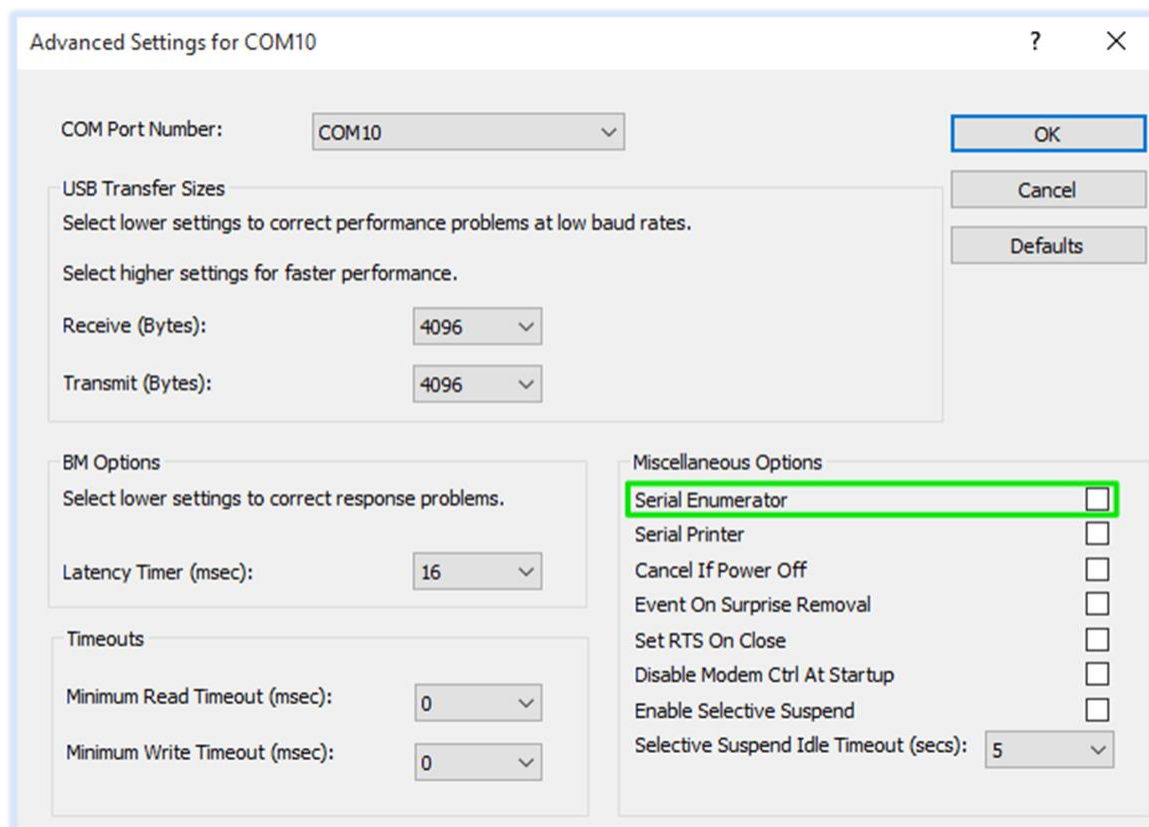 Advanced Settings for COM10
?
COM Port Number:
COM10
OK
Cancel
Defaults
USB Transfer Sizes
Select lower settings to correct performance problems at low baud rates.
Select higher settings for faster performance.
Receive (Bytes):
4096
Transmit (Bytes):
4096
BM Options
Select lower settings to correct response problems.
Latency Timer (msec):
16
Timeouts
Minimum Read Timeout (msec):
0
Minimum Write Timeout (msec):
0
Miscellaneous Options
Serial Enumerator
Serial Printer
Cancel If Power Off
Event On Surprise Removal
Set RTS On Close
Disable Modem Ctrl At Startup
Enable Selective Suspend
Selective Suspend Idle Timeout (secs):
5